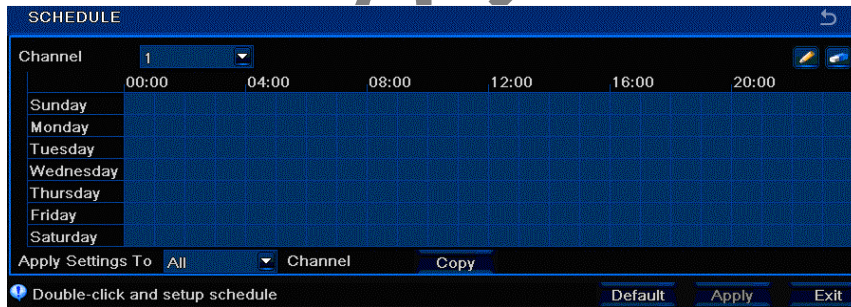 SCHEDULE
Channel 1
00:00 04:00 08:00 12:00 16:00 20:00
Sunday
Monday
Tuesday
Wednesday
Thursday
Friday
Saturday
Apply Settings To All Channel Copy
Double-click and setup schedule Default Apply Exit